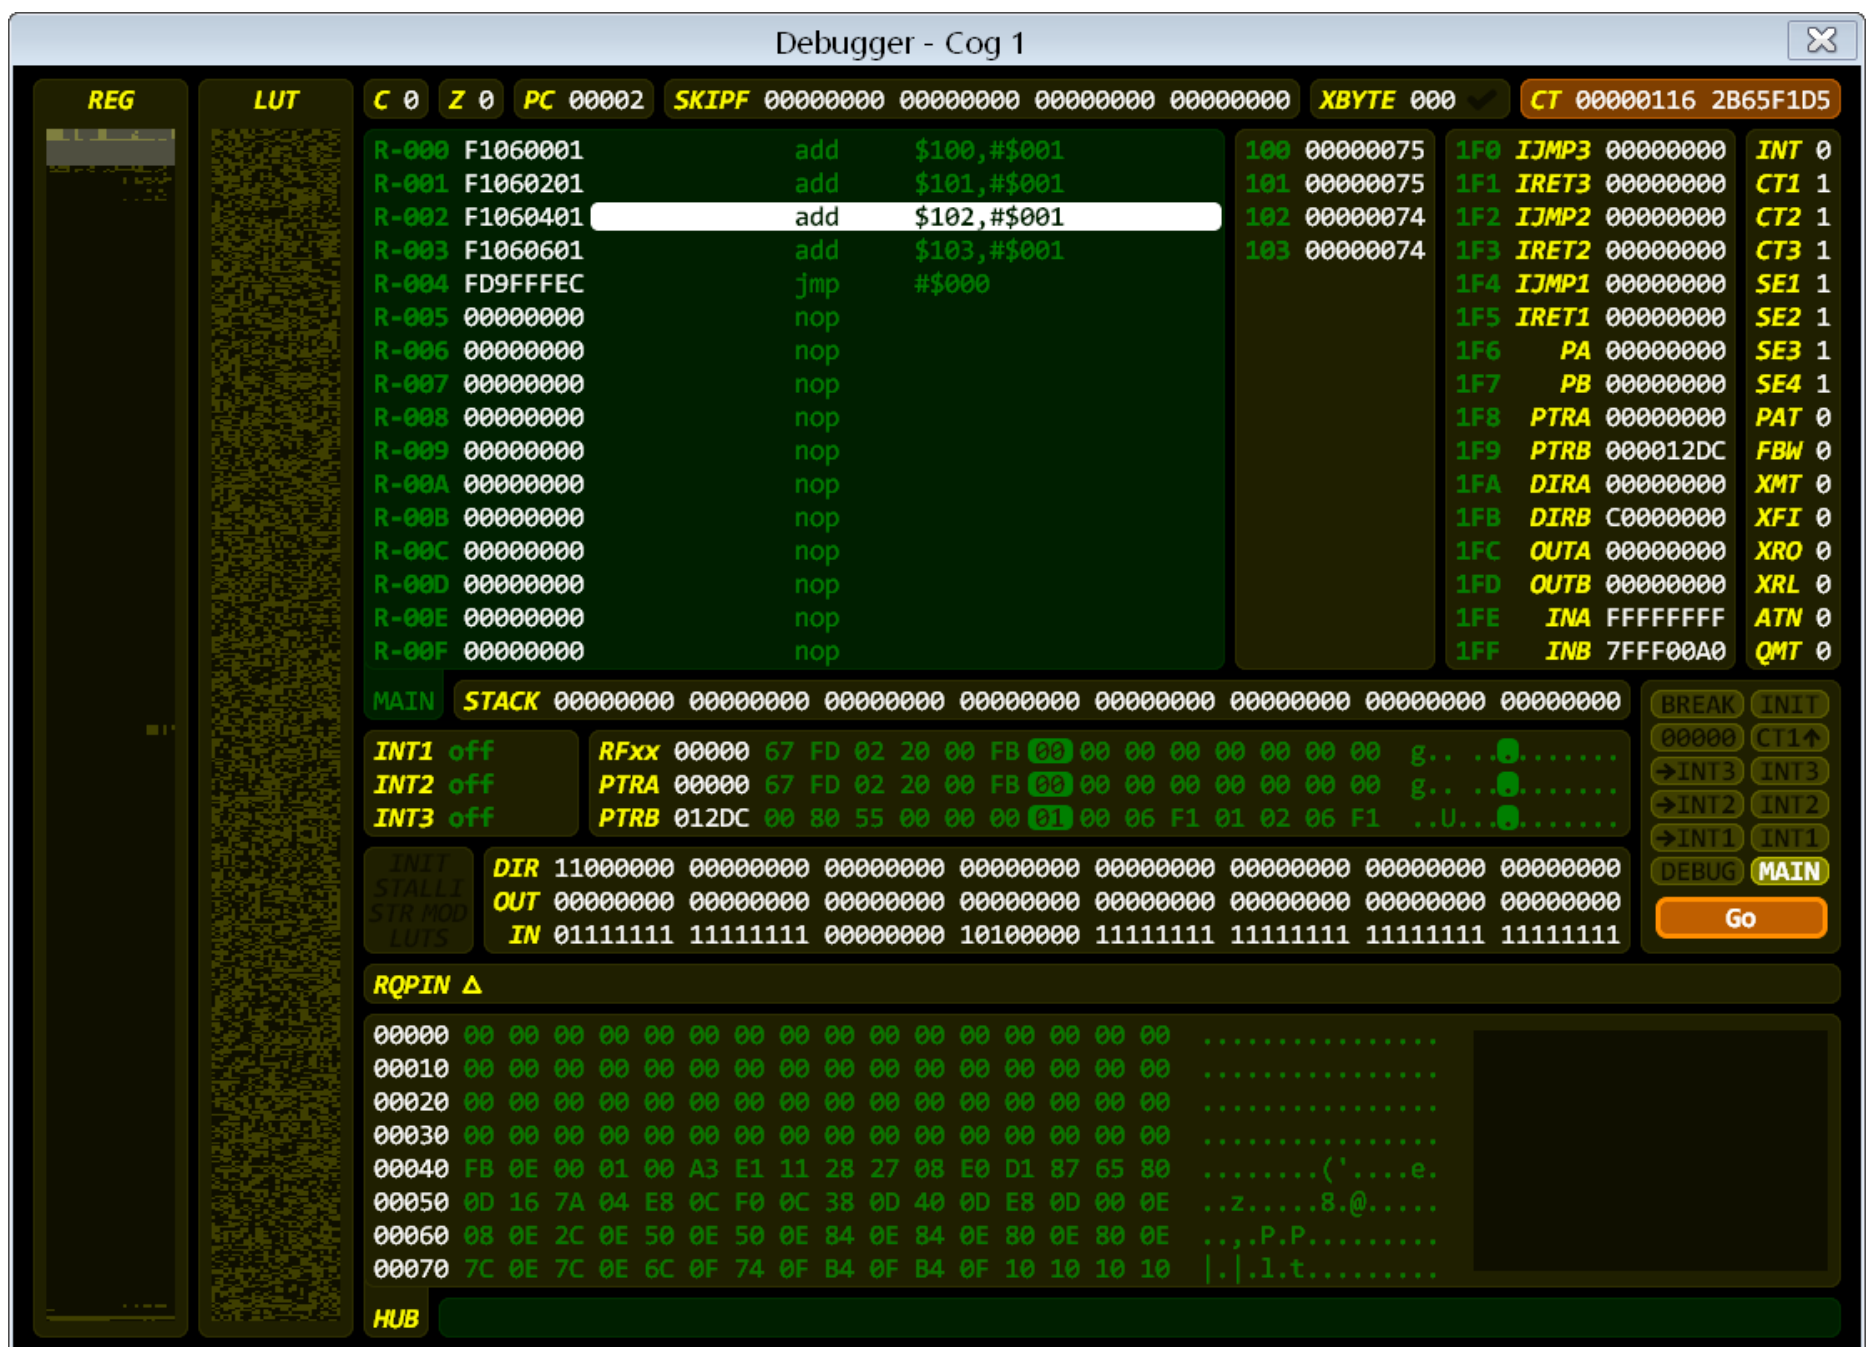 Debugger - Cog 1
REG LUT C 0 Z 0 PC 00002 SKIPF 00000000 00000000 00000000 00000000 XBYTE 000 ✔ CT 00000116 2B65F1D5
R-000 F1060001 add $100,#$001 100 00000075 1F0 IJMP3 00000000 INT 0
R-001 F1060201 add $101,#$001 101 00000075 1F1 IRET3 00000000 CT1 1
R-002 F1060401 add $102,#$001 102 00000074 1F2 IJMP2 00000000 CT2 1
R-003 F1060601 add $103,#$001 103 00000074 1F3 IRET2 00000000 CT3 1
R-004 FD9FFFEC jmp #$000 1F4 IJMP1 00000000 SE1 1
R-005 00000000 nop 1F5 IRET1 00000000 SE2 1
R-006 00000000 nop 1F6 PA 00000000 SE3 1
R-007 00000000 nop 1F7 PB 00000000 SE4 1
R-008 00000000 nop 1F8 PTRA 00000000 PAT 0
R-009 00000000 nop 1F9 PTRB 000012DC FBW 0
R-00A 00000000 nop 1FA DIRA 00000000 XMT 0
R-00B 00000000 nop 1FB DIRB C0000000 XFI 0
R-00C 00000000 nop 1FC OUTA 00000000 XRO 0
R-00D 00000000 nop 1FD OUTB 00000000 XRL 0
R-00E 00000000 nop 1FE INA FFFFFFFF ATN 0
R-00F 00000000 nop 1FF INB 7FFF00A0 QMT 0
MAIN STACK 00000000 00000000 00000000 00000000 00000000 00000000 00000000 00000000 BREAK INIT
INT1 off RFxx 00000 67 FD 02 20 00 FB 00 00 00 00 00 00 00 00 g.. ......... 00000 CT1↑
INT2 off PTRA 00000 67 FD 02 20 00 FB 00 00 00 00 00 00 00 00 g.. ......... →INT3 INT3
INT3 off PTRB 012DC 00 80 55 00 00 00 01 00 06 F1 01 02 06 F1 ..U........... →INT2 INT2
→INT1 INT1
INIT DIR 11000000 00000000 00000000 00000000 00000000 00000000 00000000 00000000 DEBUG MAIN
STALLI
STR MOD OUT 00000000 00000000 00000000 00000000 00000000 00000000 00000000 00000000 Go
LUTS IN 01111111 11111111 00000000 10100000 11111111 11111111 11111111 11111111
RQPIN Δ
00000 00 00 00 00 00 00 00 00 00 00 00 00 00 00 00 00 ................
00010 00 00 00 00 00 00 00 00 00 00 00 00 00 00 00 00 ................
00020 00 00 00 00 00 00 00 00 00 00 00 00 00 00 00 00 ................
00030 00 00 00 00 00 00 00 00 00 00 00 00 00 00 00 00 ................
00040 FB 0E 00 01 00 A3 E1 11 28 27 08 E0 D1 87 65 80 ........('....e.
00050 0D 16 7A 04 E8 0C F0 0C 38 0D 40 0D E8 0D 00 0E ..z.....8.@.....
00060 08 0E 2C 0E 50 0E 50 0E 84 0E 84 0E 80 0E 80 0E ..,.P.P.........
00070 7C 0E 7C 0E 6C 0F 74 0F B4 0F B4 0F 10 10 10 10 |.|.l.t.........
HUB